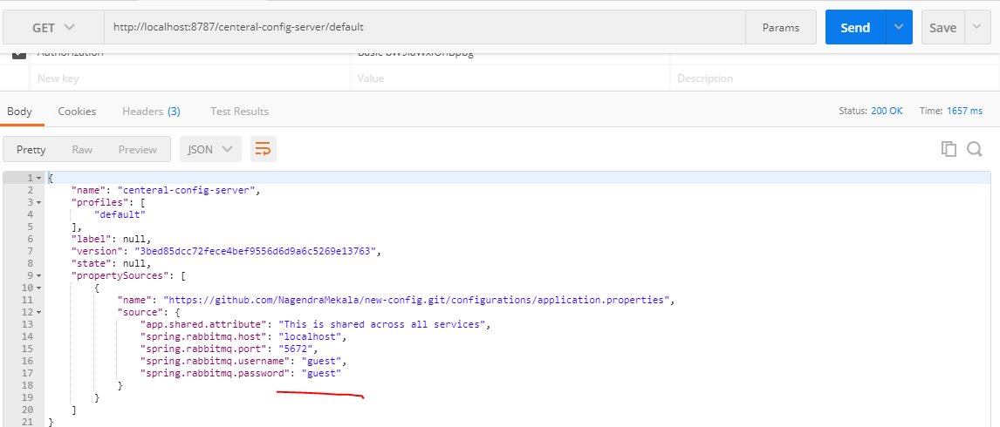 GET http://localhost:8787/centeral-config-server/default Params Send Save
Authorization
New key Value Description
Body Cookies Headers (3) Test Results Status: 200 OK Time: 1657 ms
Pretty Raw Preview JSON
1 {
2 "name": "centeral-config-server",
3 "profiles": [
4 "default"
5 ],
6 "label": null,
7 "version": "3bed85dcc72fece4bef9556d6d9a6c5269e13763",
8 "state": null,
9 "propertySources": [
10 {
11 "name": "https://github.com/NagendraMekala/new-config.git/configurations/application.properties",
12 "source": {
13 "app.shared.attribute": "This is shared across all services",
14 "spring.rabbitmq.host": "localhost",
15 "spring.rabbitmq.port": "5672",
16 "spring.rabbitmq.username": "guest",
17 "spring.rabbitmq.password": "guest"
18 }
19 }
20 ]
21 }